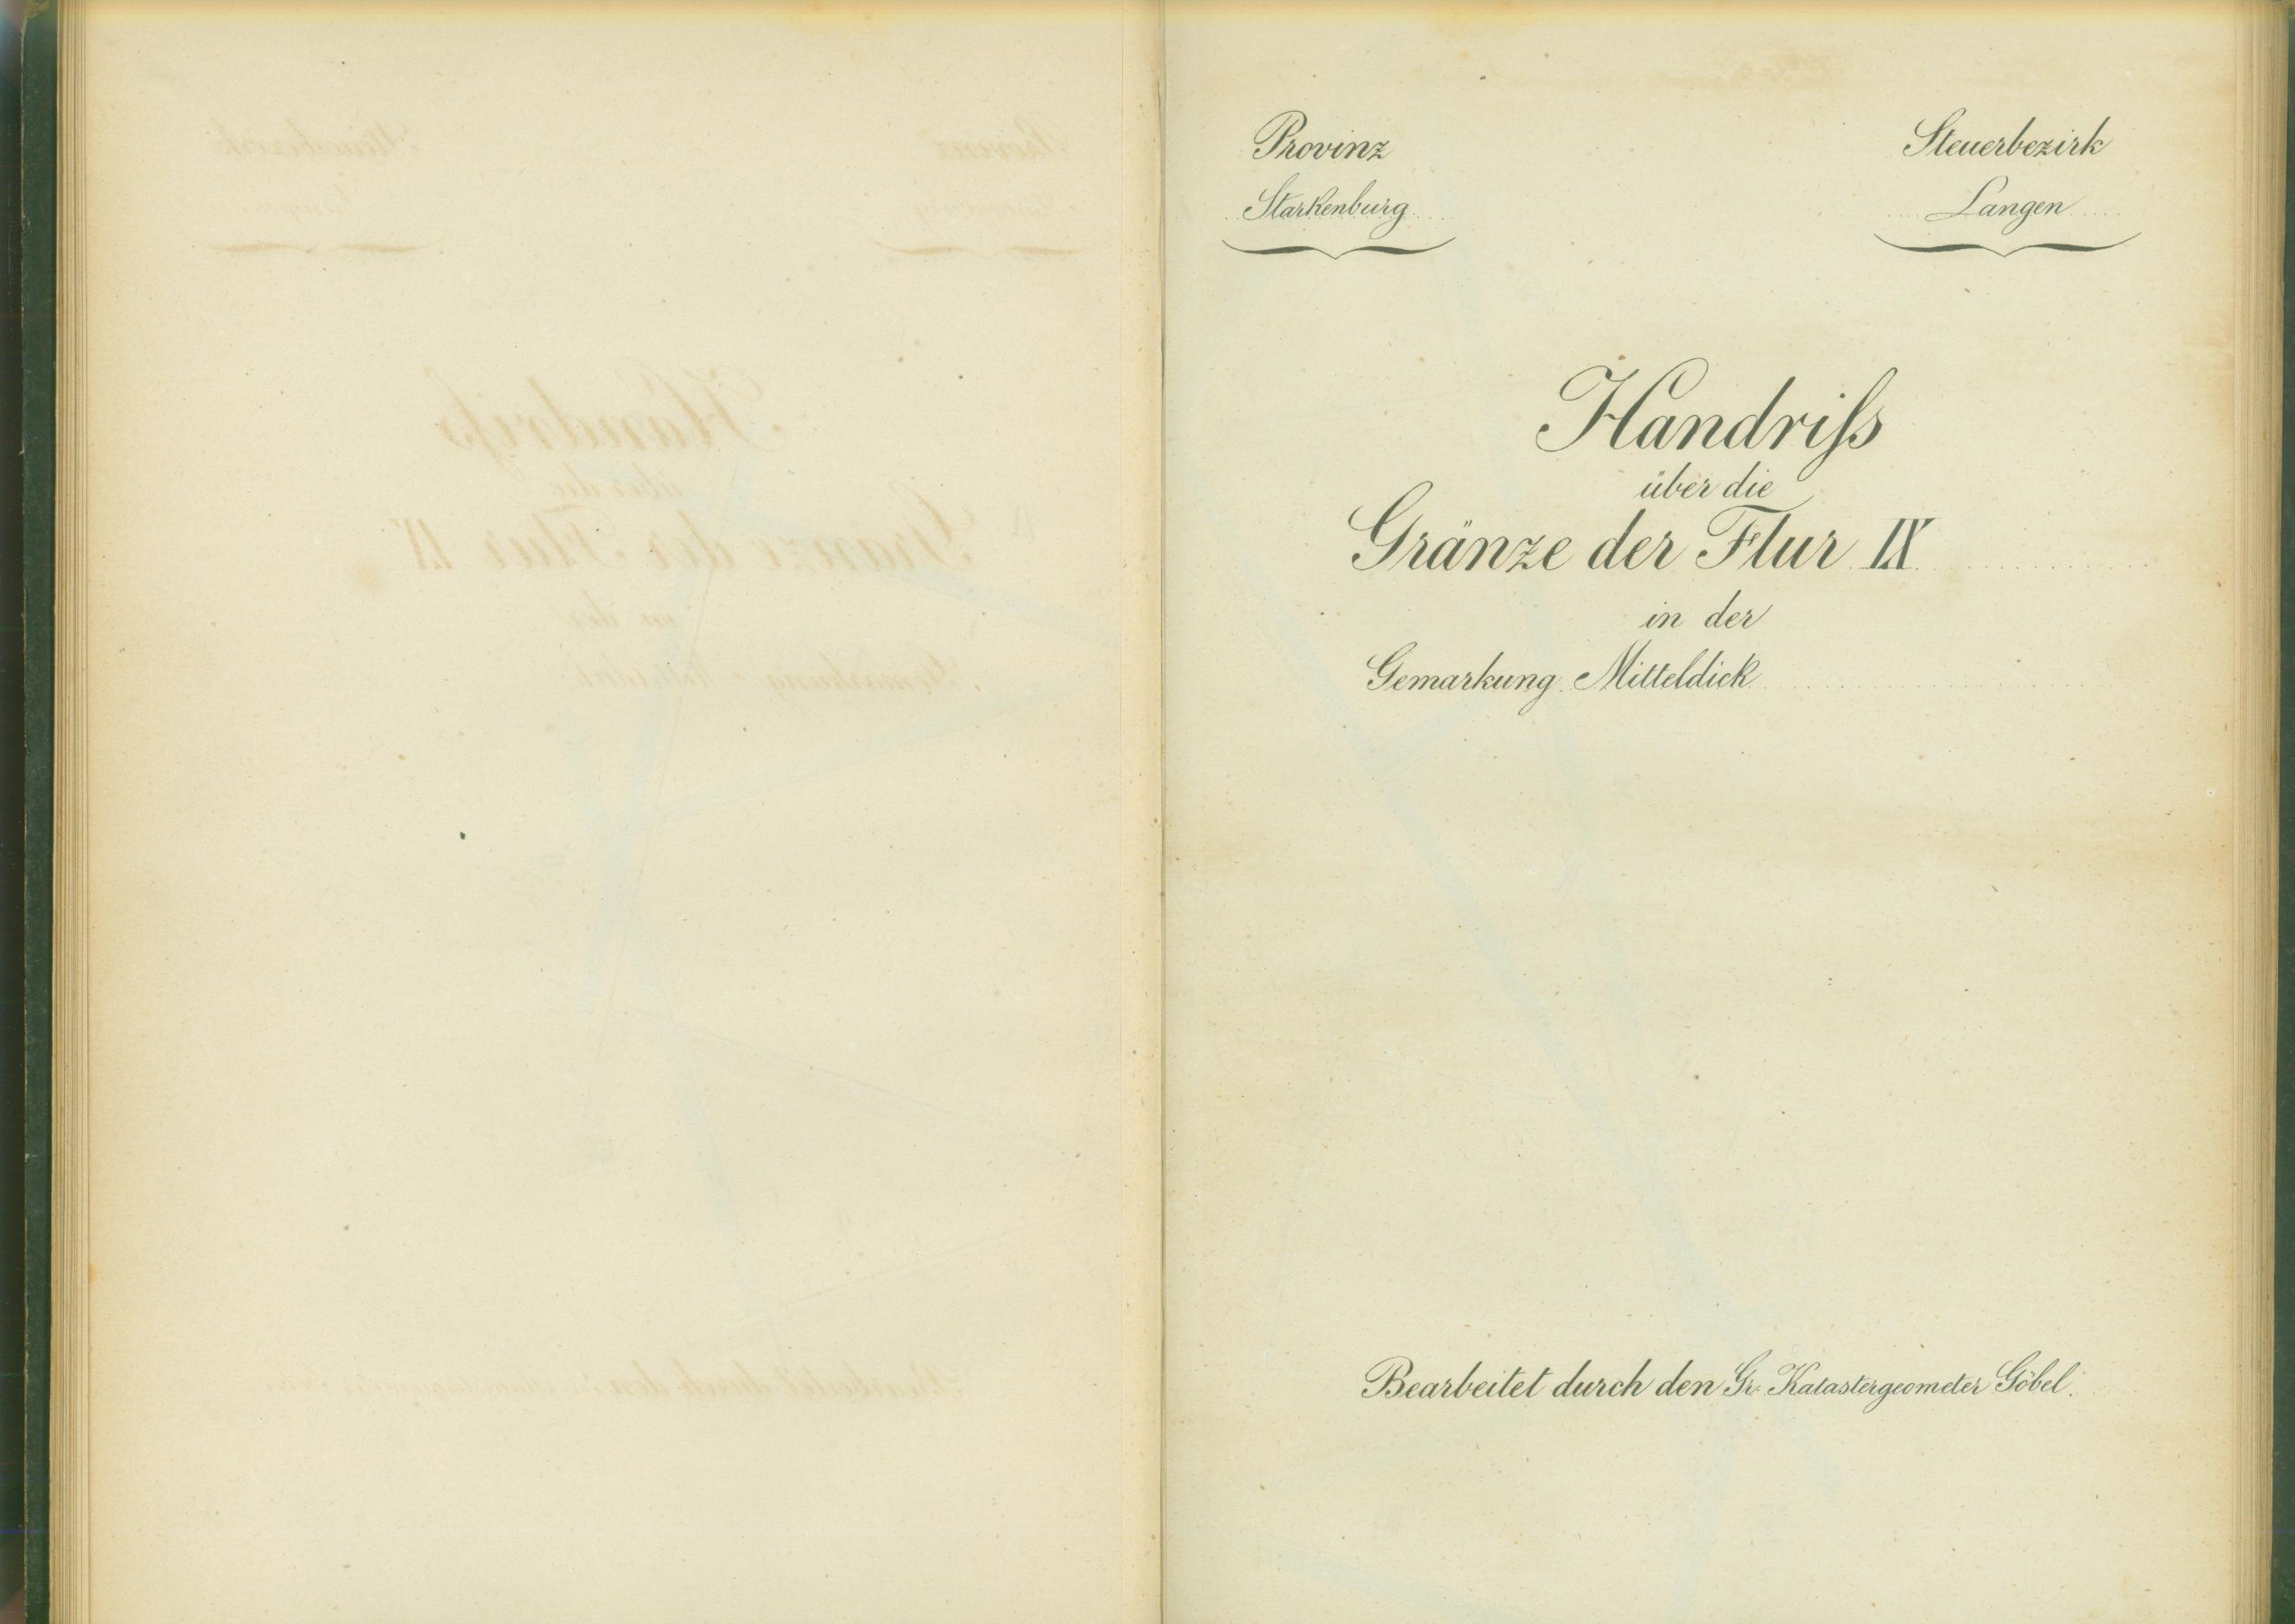 Provinz
Starkenburg
Steuerbezirk
Langen
Handriſs
über die
Gränze der Flur IX
in der
Gemarkung Mitteldick
Bearbeitet durch den Gr. Katastergeometer Göbel.